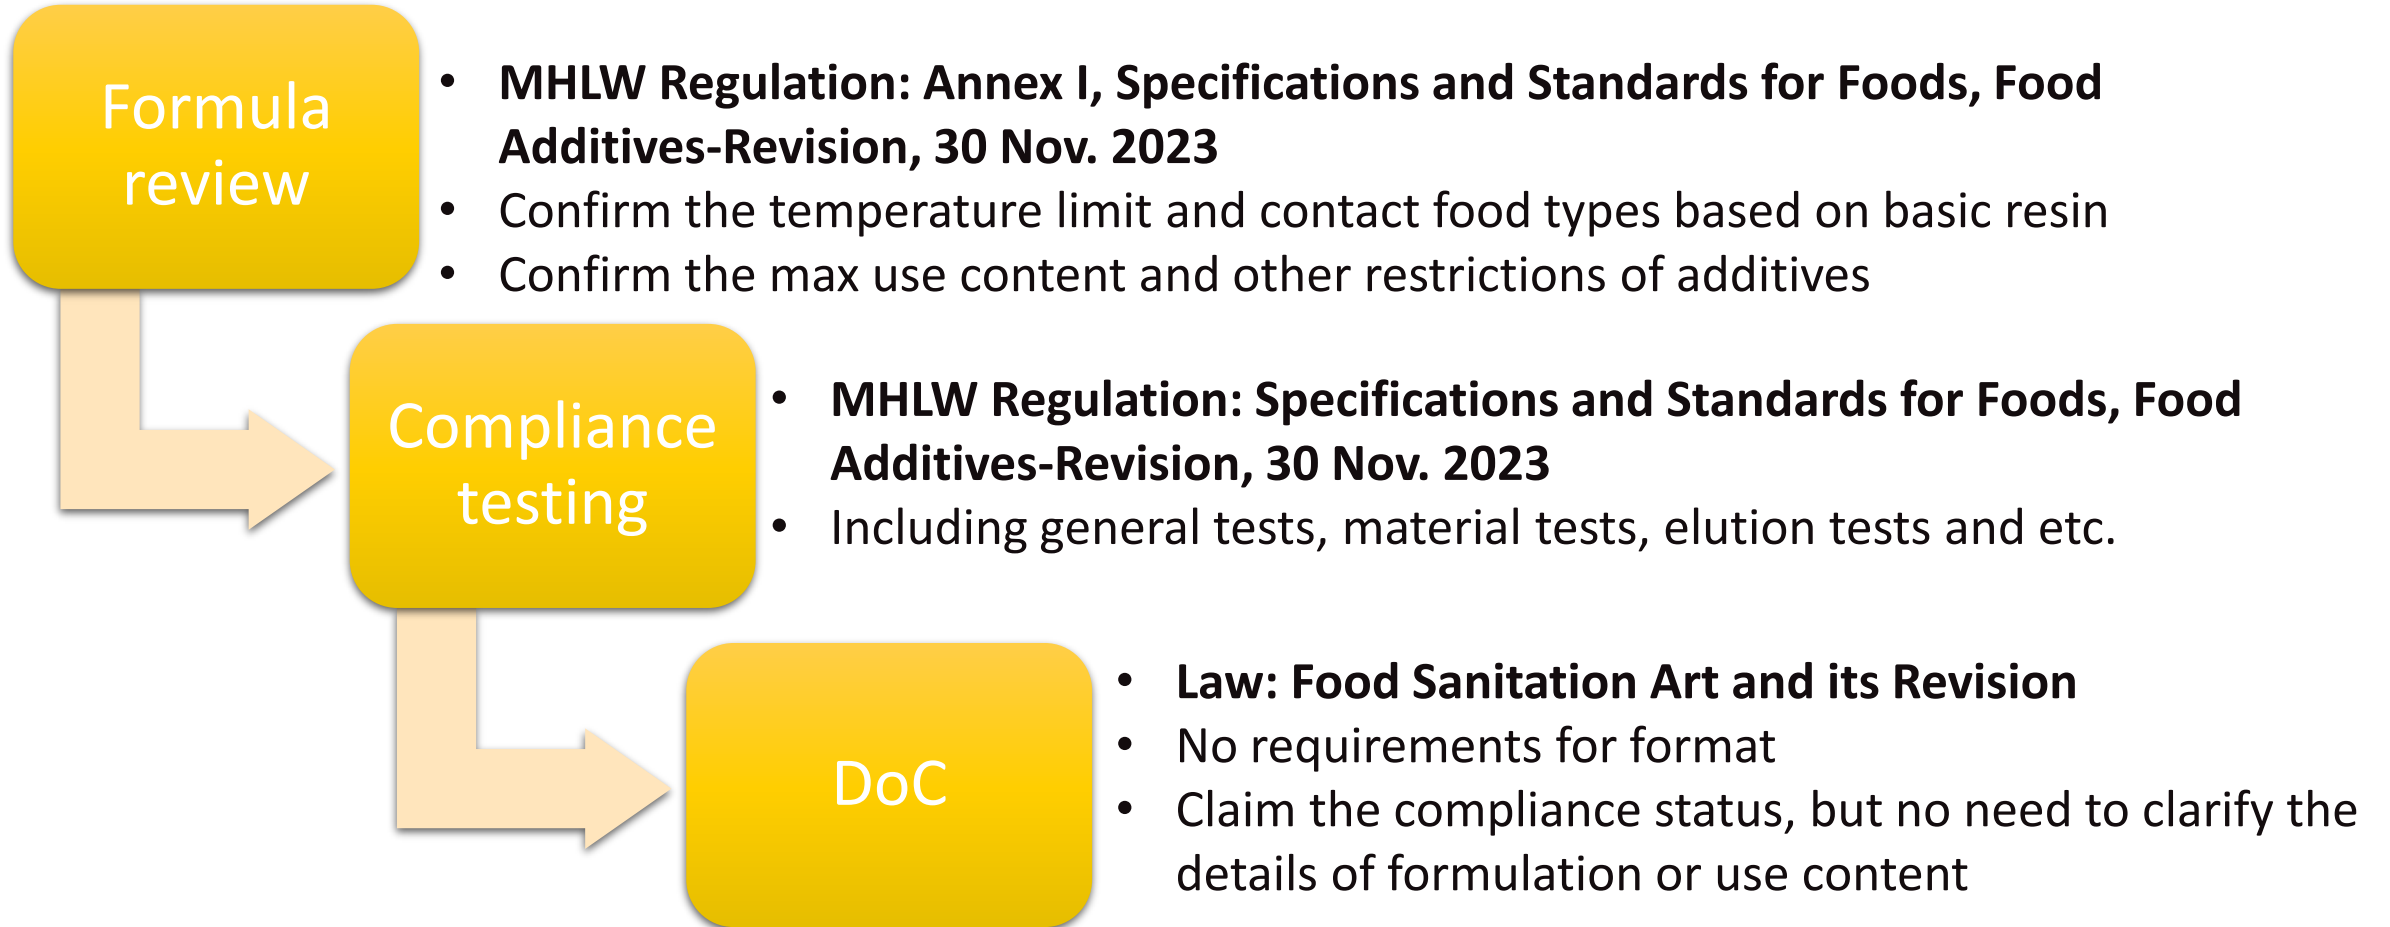 Formula
review
• MHLW Regulation: Annex I, Specifications and Standards for Foods, Food
Additives-Revision, 30 Nov. 2023
• Confirm the temperature limit and contact food types based on basic resin
• Confirm the max use content and other restrictions of additives
Compliance
testing
• MHLW Regulation: Specifications and Standards for Foods, Food
Additives-Revision, 30 Nov. 2023
• Including general tests, material tests, elution tests and etc.
DoC
• Law: Food Sanitation Art and its Revision
• No requirements for format
• Claim the compliance status, but no need to clarify the
details of formulation or use content